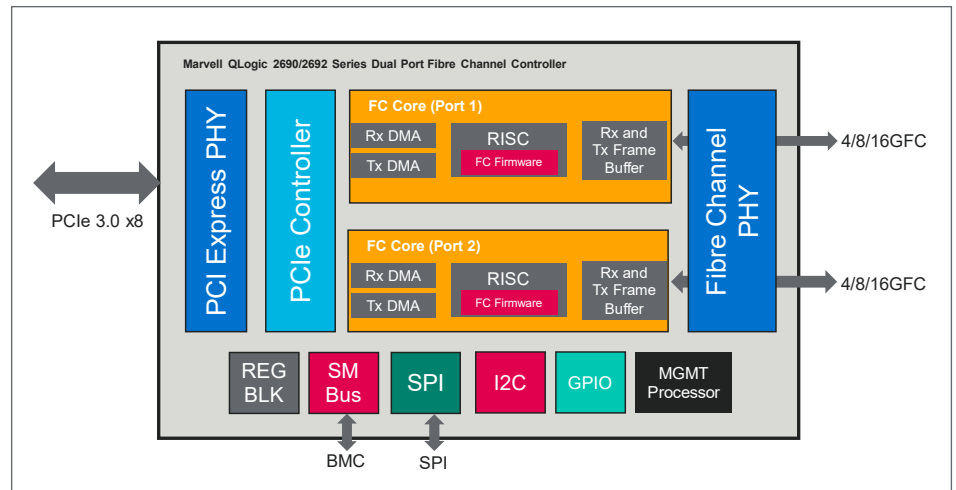 Marvell QLogic 2690/2692 Series Dual Port Fibre Channel Controller
PCIe 3.0 x8
PCI Express PHY
PCIe Controller
FC Core (Port 1)
Rx DMA
Tx DMA
RISC
FC Firmware
Rx and
Tx Frame
Buffer
FC Core (Port 2)
Rx DMA
Tx DMA
RISC
FC Firmware
Rx and
Tx Frame
Buffer
Fibre Channel
PHY
4/8/16GFC
4/8/16GFC
REG
BLK
SM
Bus
SPI
I2C
GPIO
MGMT
Processor
BMC
SPI